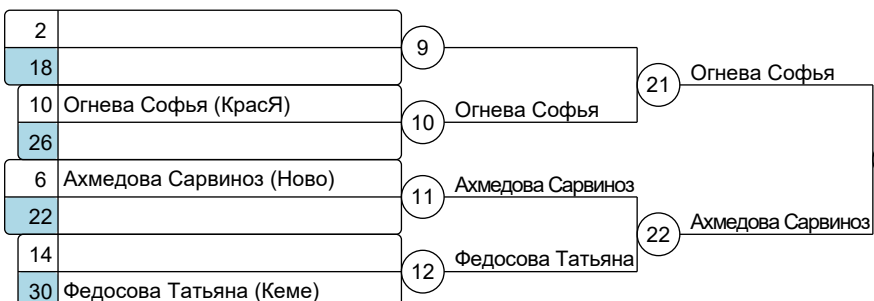 2
18
9
10 Огнева Софья (КрасЯ)
26
10 Огнева Софья
21 Огнева Софья
6 Ахмедова Сарвиноз (Ново)
22
11 Ахмедова Сарвиноз
14
30 Федосова Татьяна (Кеме)
12 Федосова Татьяна
22 Ахмедова Сарвиноз